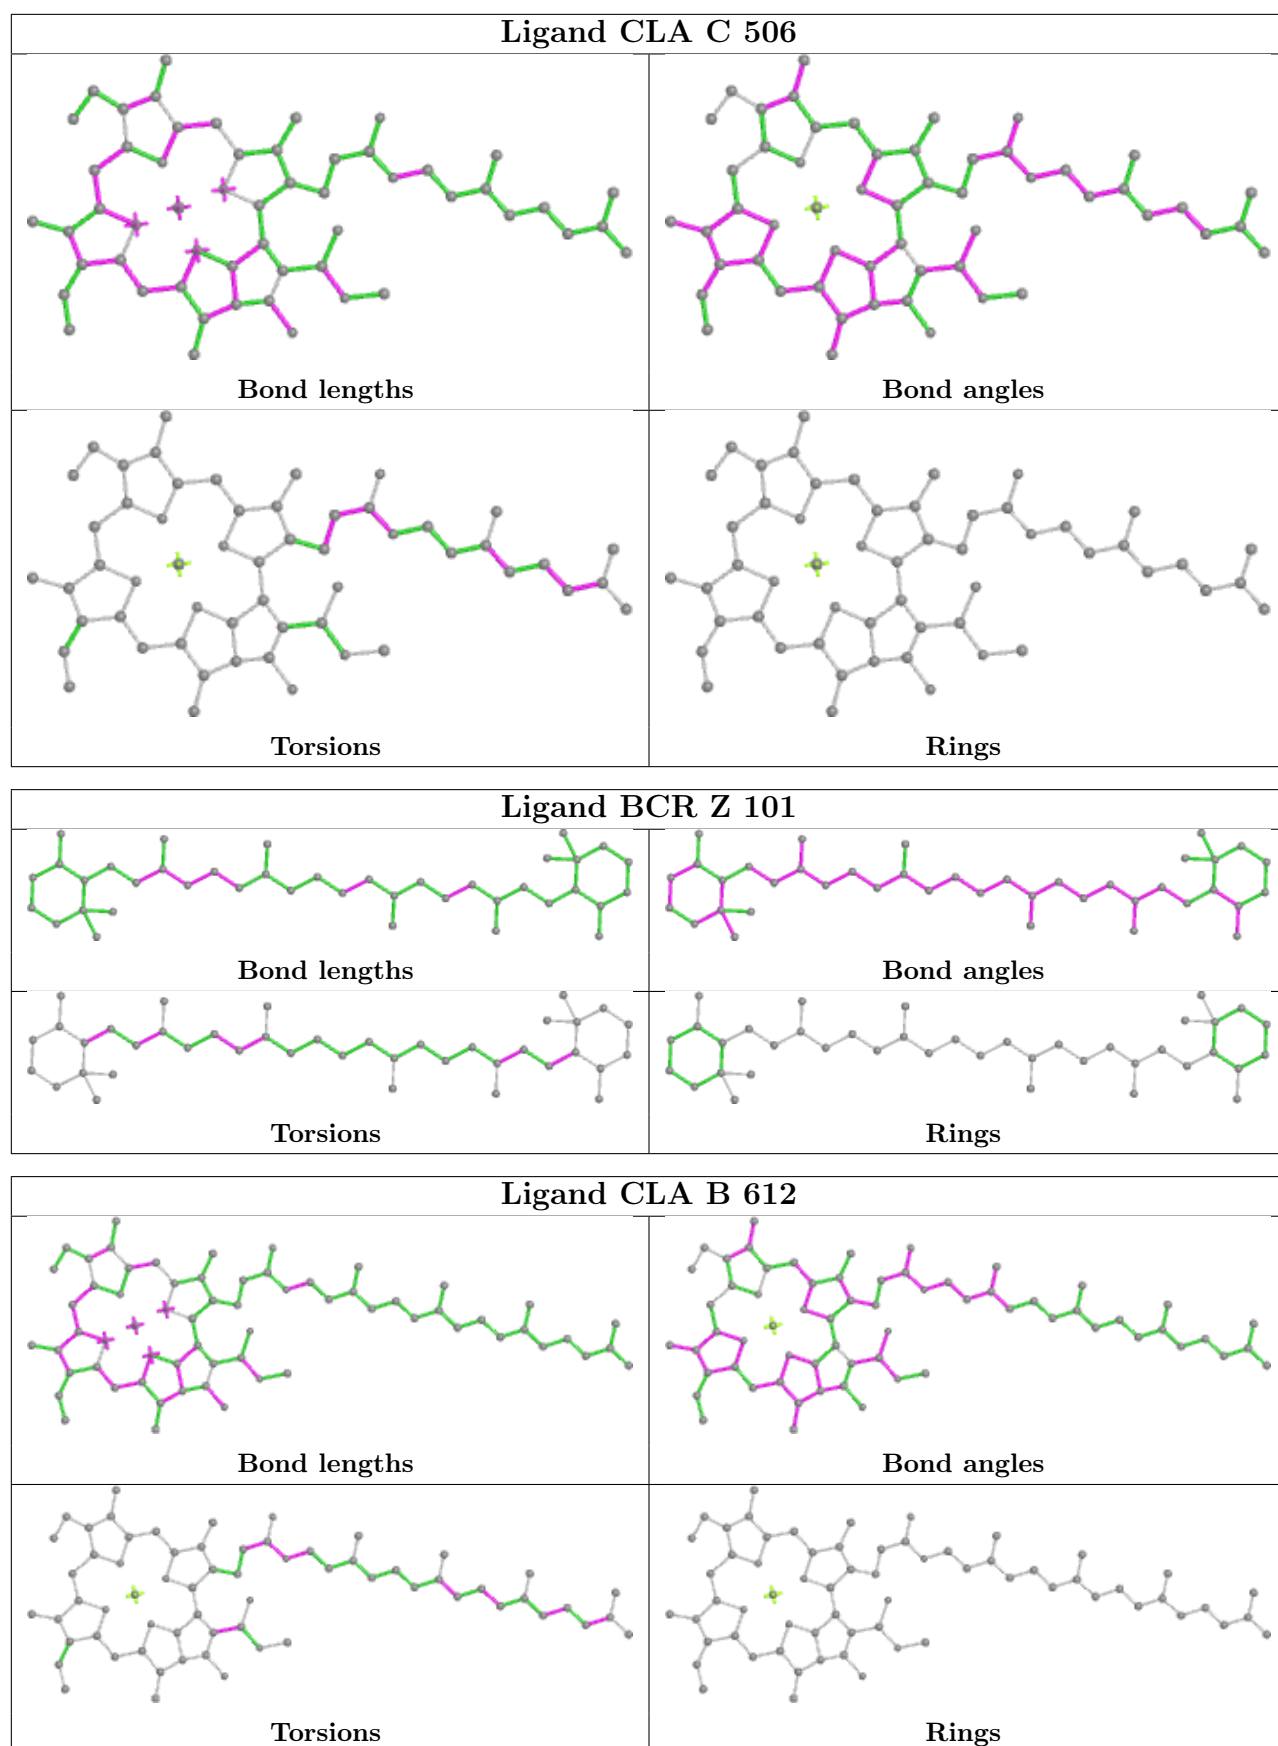 Ligand CLA C 506
Bond lengths
Bond angles
Torsions
Rings
Ligand BCR Z 101
Bond lengths
Bond angles
Torsions
Rings
Ligand CLA B 612
Bond lengths
Bond angles
Torsions
Rings